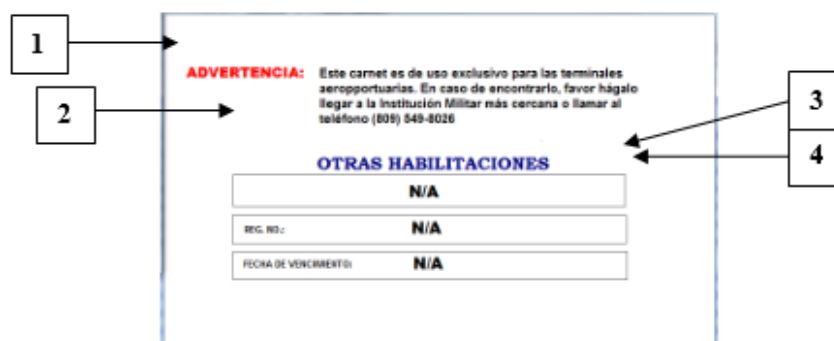 1
ADVERTENCIA: Este carnet es de uso exclusivo para las terminales
aeropportuarias. En caso de encontrarlo, favor hágalo
llegar a la Institución Militar más cercana o llamar al
teléfono (809) 549-8026
2
3
4
OTRAS HABILITACIONES
N/A
REG. NO.: N/A
FECHA DE VENCIMIENTO: N/A